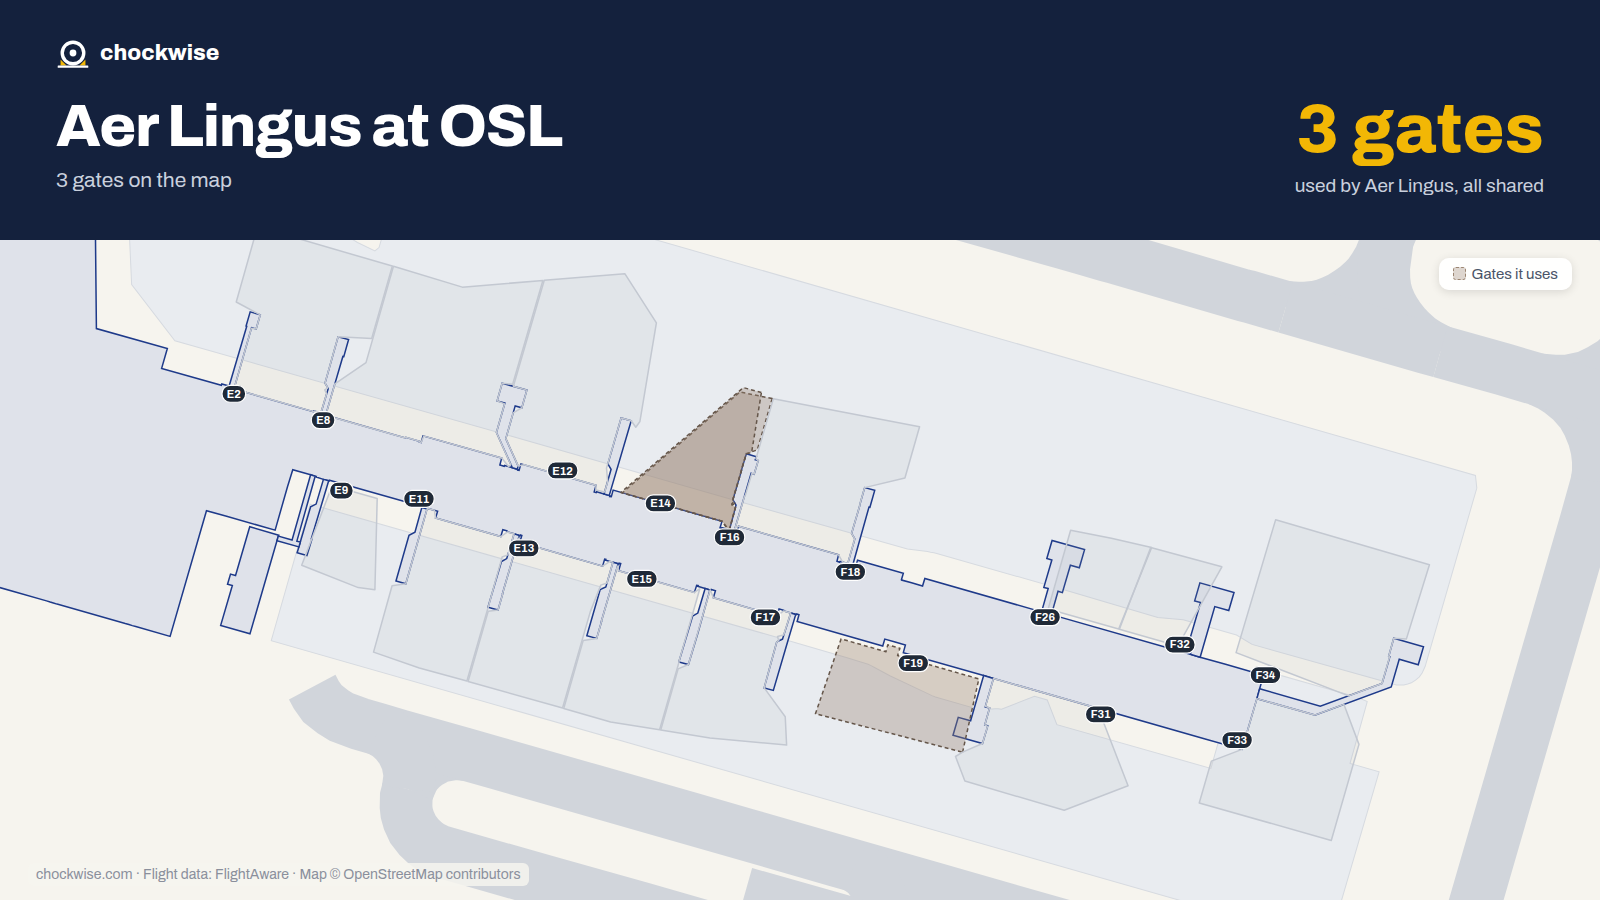 chockwise
Aer Lingus at OSL
3 gates on the map
3 gates
used by Aer Lingus, all shared
Gates it uses
E2
E8
E12
E14
F16
F18
E9
E11
E13
E15
F17
F19
F26
F32
F34
F31
F33
chockwise.com · Flight data: FlightAware · Map © OpenStreetMap contributors